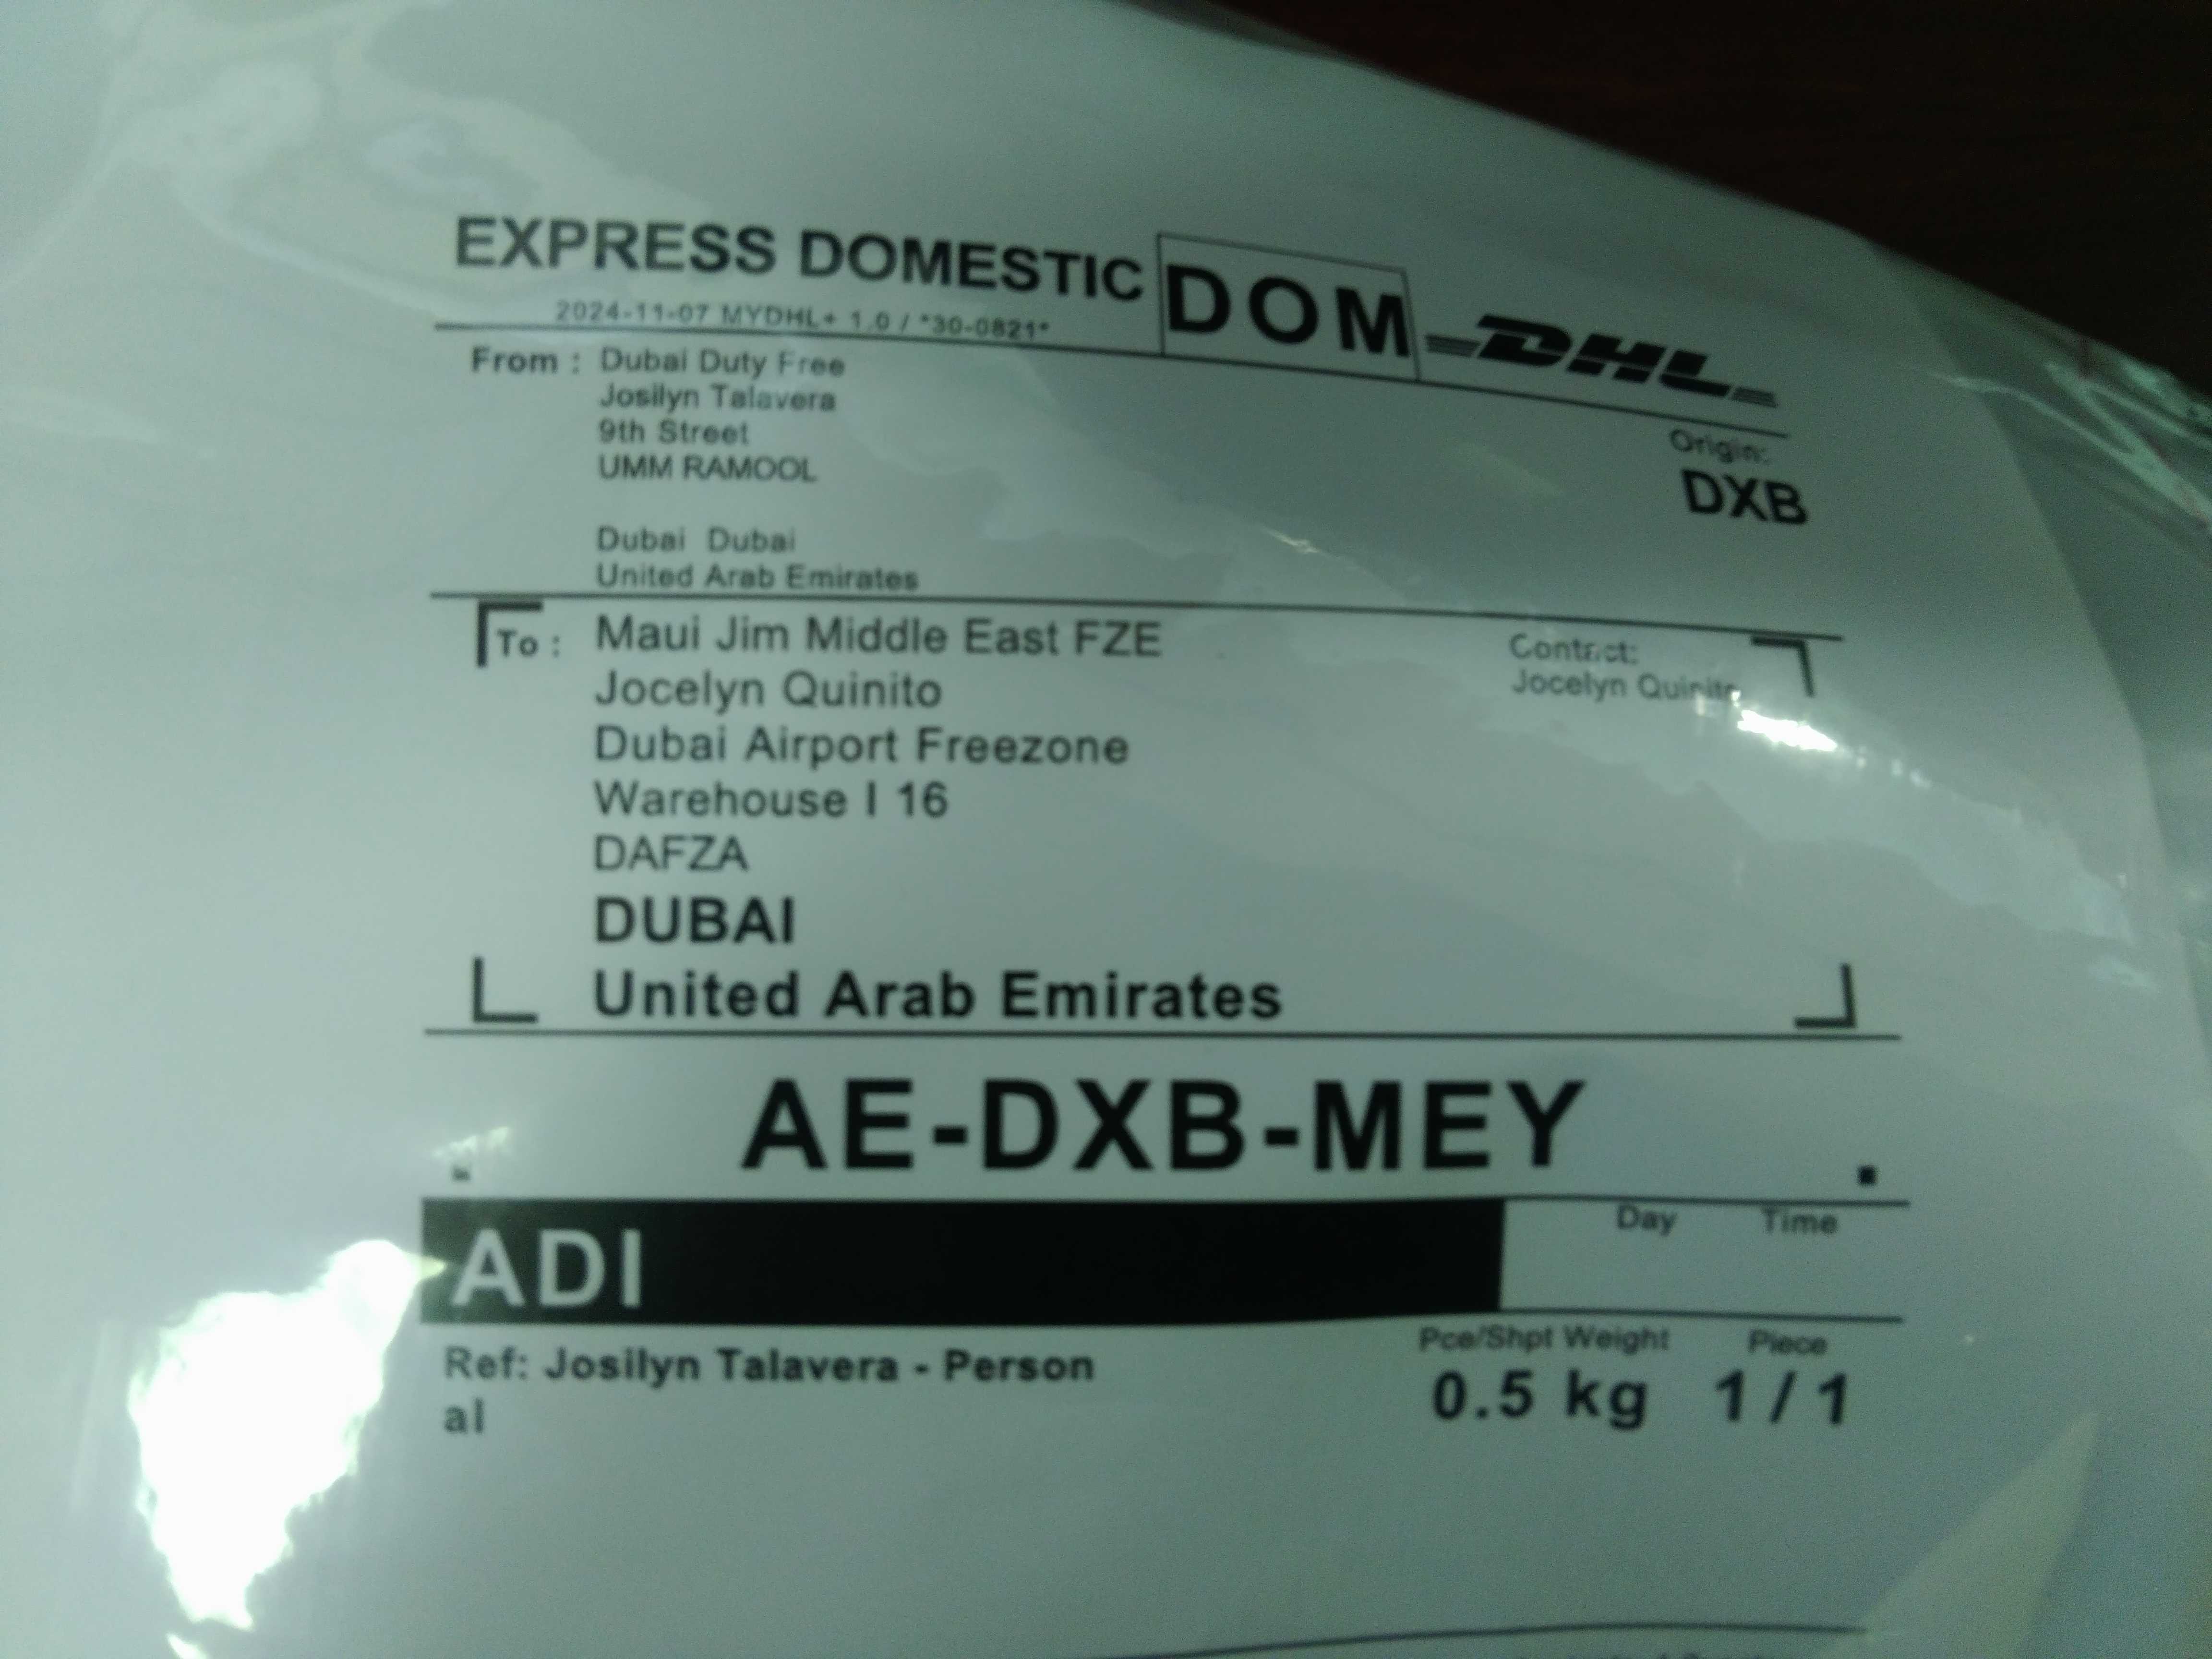 EXPRESS DOMESTIC DOM DHL
2024-11-07 MYDHL+ 1.0 / *30-0821*
From : Dubai Duty Free
Josilyn Talavera
9th Street
UMM RAMOOL
Origin:
DXB
Dubai Dubai
United Arab Emirates
To : Maui Jim Middle East FZE
Jocelyn Quinito
Dubai Airport Freezone
Warehouse I 16
DAFZA
DUBAI
United Arab Emirates
Contact:
Jocelyn Quinito
AE-DXB-MEY
ADI
Day Time
Ref: Josilyn Talavera - Person
al
Pce/Shpt Weight Piece
0.5 kg 1 / 1